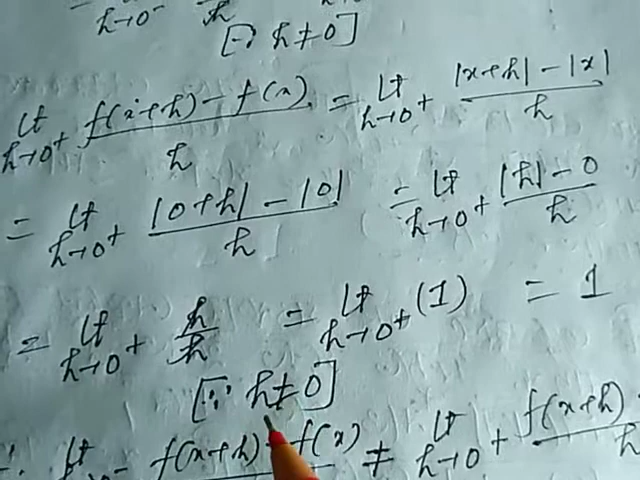 h→0⁻ h
[∵ h≠0]
Lt h→0⁺ f(x+h) - f(x) / h = Lt h→0⁺ |x+h| - |x| / h
= Lt h→0⁺ |0+h| - |0| / h = Lt h→0⁺ |h| - 0 / h
= Lt h→0⁺ h / h = Lt h→0⁺ (1) = 1
[∵ h≠0]
∴ Lt f(x+h) - f(x) ≠ Lt h→0⁺ f(x+h) / h